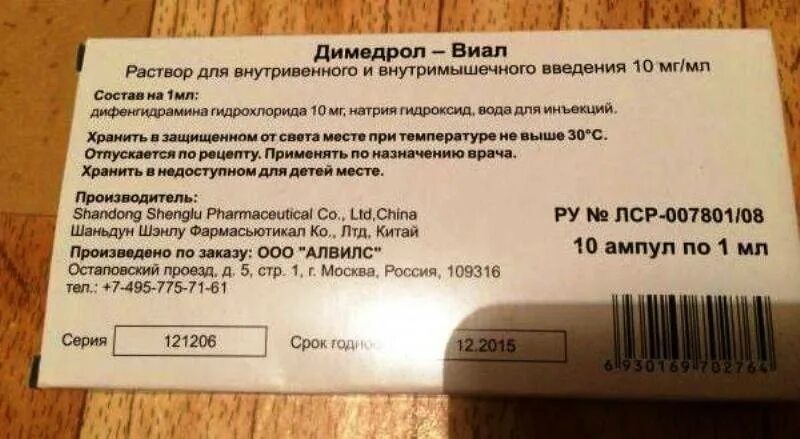 Димедрол – Виал
Раствор для внутривенного и внутримышечного введения 10 мг/мл
Состав на 1мл:
дифенгидрамина гидрохлорида 10 мг, натрия гидроксид, вода для инъекций.
Хранить в защищенном от света месте при температуре не выше 30°С.
Отпускается по рецепту. Применять по назначению врача.
Хранить в недоступном для детей месте.
Производитель:
Shandong Shenglu Pharmaceutical Co., Ltd,China
Шаньдун Шэнлу Фармасьютикал Ко., Лтд, Китай
Произведено по заказу: ООО "АЛВИЛС"
Остаповский проезд, д. 5, стр. 1, г. Москва, Россия, 109316
тел.: +7-495-775-71-61
РУ № ЛСР-007801/08
10 ампул по 1 мл
Серия 121206 Срок 12.2015
6 930169 702764